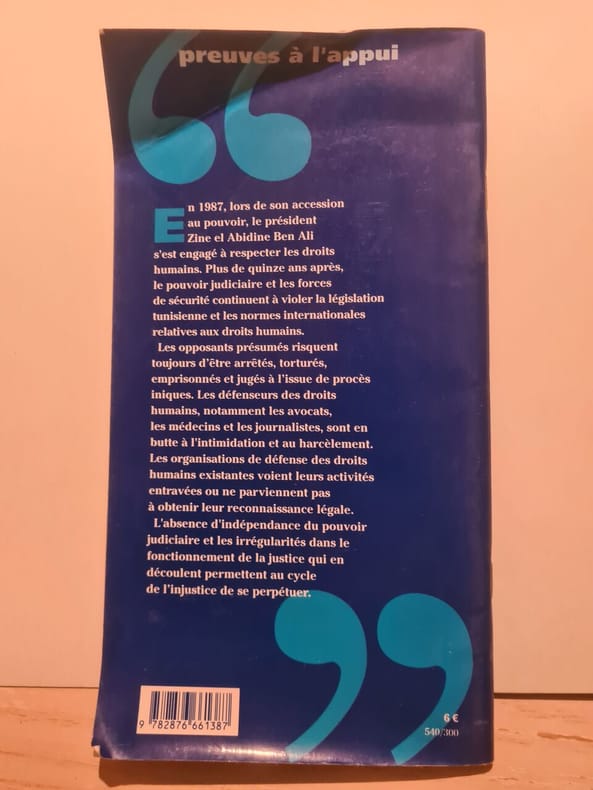 preuves à l'appui
En 1987, lors de son accession
au pouvoir, le président
Zine el Abidine Ben Ali
s'est engagé à respecter les droits
humains. Plus de quinze ans après,
le pouvoir judiciaire et les forces
de sécurité continuent à violer la législation
tunisienne et les normes internationales
relatives aux droits humains.
Les opposants présumés risquent
toujours d'être arrêtés, torturés,
emprisonnés et jugés à l'issue de procès
iniques. Les défenseurs des droits
humains, notamment les avocats,
les médecins et les journalistes, sont en
butte à l'intimidation et au harcèlement.
Les organisations de défense des droits
humains existantes voient leurs activités
entravées ou ne parviennent pas
à obtenir leur reconnaissance légale.
L'absence d'indépendance du pouvoir
judiciaire et les irrégularités dans le
fonctionnement de la justice qui en
découlent permettent au cycle
de l'injustice de se perpétuer.
9 782876 661387
6 €
540/300